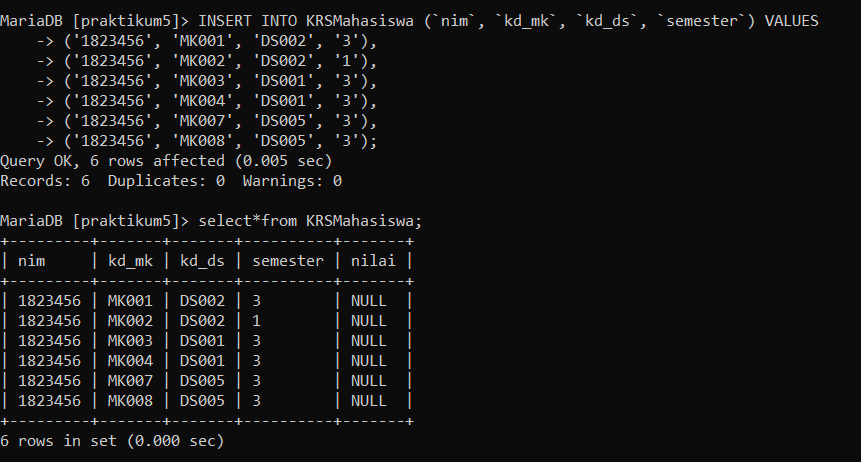 MariaDB [praktikum5]> INSERT INTO KRSMahasiswa (`nim`, `kd_mk`, `kd_ds`, `semester`) VALUES
    -> ('1823456', 'MK001', 'DS002', '3'),
    -> ('1823456', 'MK002', 'DS002', '1'),
    -> ('1823456', 'MK003', 'DS001', '3'),
    -> ('1823456', 'MK004', 'DS001', '3'),
    -> ('1823456', 'MK007', 'DS005', '3'),
    -> ('1823456', 'MK008', 'DS005', '3');
Query OK, 6 rows affected (0.005 sec)
Records: 6  Duplicates: 0  Warnings: 0

MariaDB [praktikum5]> select*from KRSMahasiswa;
+---------+-------+-------+----------+-------+
| nim     | kd_mk | kd_ds | semester | nilai |
+---------+-------+-------+----------+-------+
| 1823456 | MK001 | DS002 | 3        | NULL  |
| 1823456 | MK002 | DS002 | 1        | NULL  |
| 1823456 | MK003 | DS001 | 3        | NULL  |
| 1823456 | MK004 | DS001 | 3        | NULL  |
| 1823456 | MK007 | DS005 | 3        | NULL  |
| 1823456 | MK008 | DS005 | 3        | NULL  |
+---------+-------+-------+----------+-------+
6 rows in set (0.000 sec)